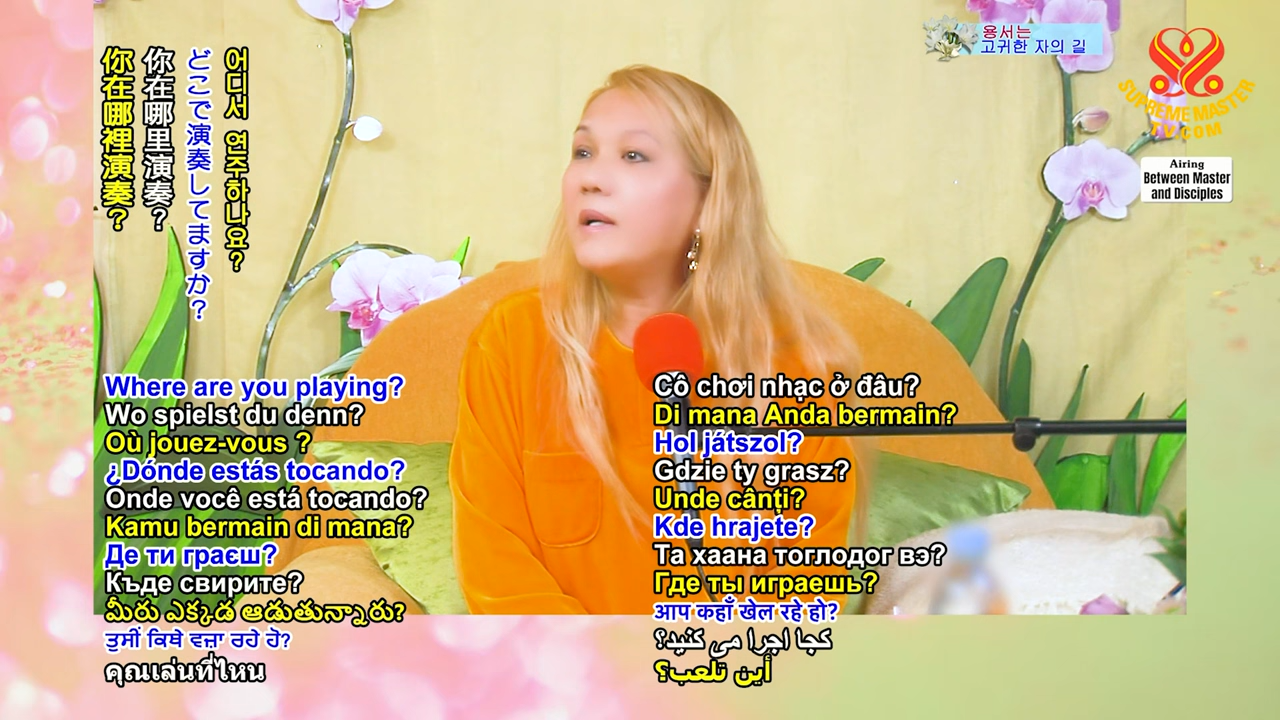 용서는
고귀한 자의 길
SUPREME MASTER
TV.COM
Airing
Between Master
and Disciples
어디서 연주하나요?
どこで演奏してますか?
你在哪里演奏?
你在哪裡演奏?
Where are you playing?
Wo spielst du denn?
Où jouez-vous ?
¿Dónde estás tocando?
Onde você está tocando?
Kamu bermain di mana?
Де ти граєш?
Къде свирите?
మీరు ఎక్కడ ఆడుతున్నారు?
ਤੁਸੀਂ ਕਿਥੇ ਵਜ਼ਾ ਰਹੇ ਹੋ?
คุณเล่นที่ไหน
Cô chơi nhạc ở đâu?
Di mana Anda bermain?
Hol játszol?
Gdzie ty grasz?
Unde cânți?
Kde hrajete?
Та хаана тоглодог вэ?
Где ты играешь?
आप कहाँ खेल रहे हो?
کجا اجرا می کنید؟
أين تلعب؟